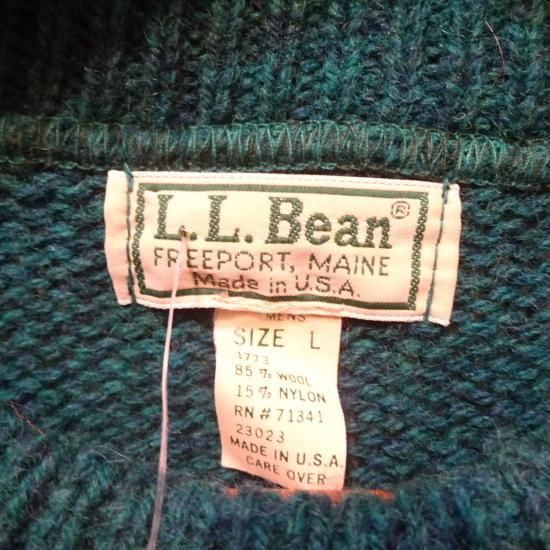 L.L. Bean®
FREEPORT, MAINE
Made in U.S.A.
MENS
SIZE L
1773
85% WOOL
15% NYLON
RN # 71341
23023
MADE IN U.S.A.
CARE OVER